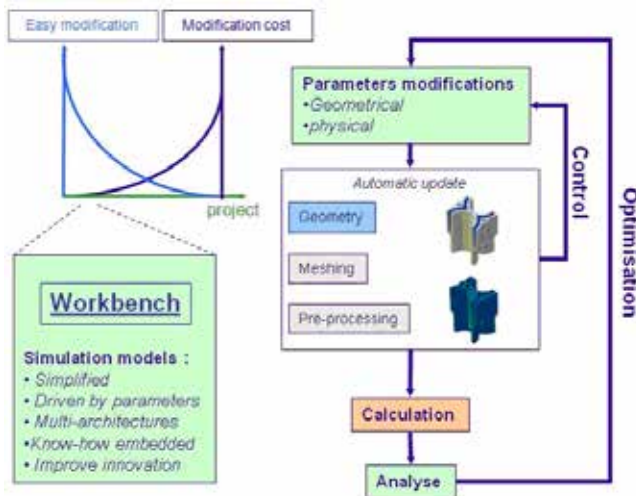 Easy modification
Modification cost
project
Workbench
Simulation models :
• Simplified
• Driven by parameters
• Multi-architectures
•Know-how embedded
• Improve innovation
Parameters modifications
•Geometrical
•physical
Automatic update
Geometry
Meshing
Pre-processing
Calculation
Analyse
Control
Optimisation